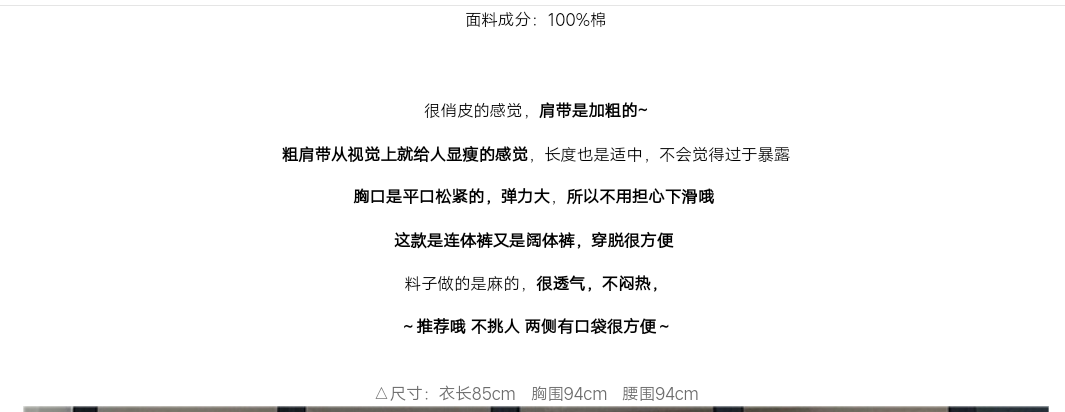 面料成分：100%棉
很俏皮的感觉，肩带是加粗的~
粗肩带从视觉上就给人显瘦的感觉，长度也是适中，不会觉得过于暴露
胸口是平口松紧的，弹力大，所以不用担心下滑哦
这款是连体裤又是阔体裤，穿脱很方便
料子做的是麻的，很透气，不闷热，
~推荐哦 不挑人 两侧有口袋很方便~
△尺寸：衣长85cm 胸围94cm 腰围94cm